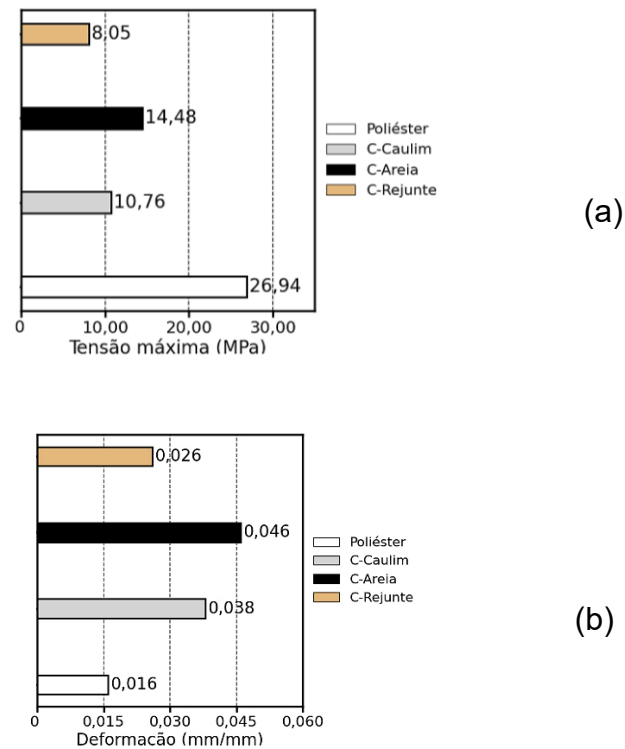 8,05
14,48
10,76
26,94
Poliéster
C-Caulim
C-Areia
C-Rejunte
(a)
0 10,00 20,00 30,00
Tensão máxima (MPa)
0,026
0,046
0,038
0,016
Poliéster
C-Caulim
C-Areia
C-Rejunte
(b)
0 0,015 0,030 0,045 0,060
Deformação (mm/mm)